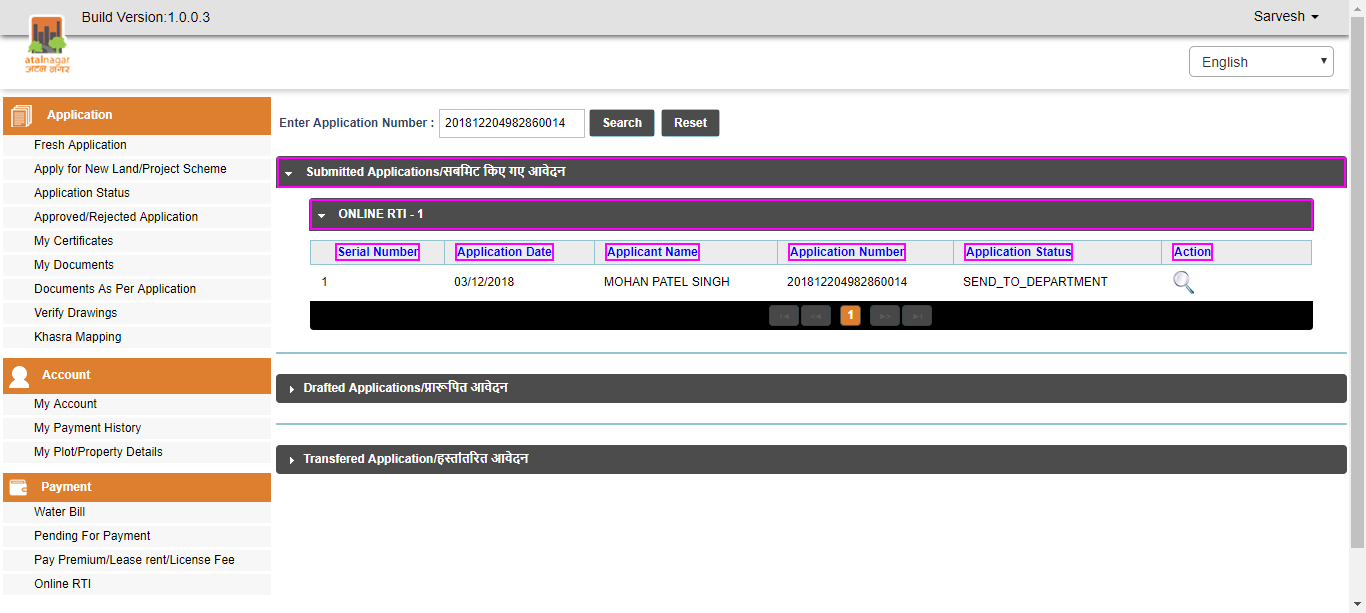 Build Version:1.0.0.3
Sarvesh
atalnagar
अटल नगर
English
Application
Fresh Application
Apply for New Land/Project Scheme
Application Status
Approved/Rejected Application
My Certificates
My Documents
Documents As Per Application
Verify Drawings
Khasra Mapping
Account
My Account
My Payment History
My Plot/Property Details
Payment
Water Bill
Pending For Payment
Pay Premium/Lease rent/License Fee
Online RTI
Enter Application Number : 201812204982860014 Search Reset
Submitted Applications/सबमिट किए गए आवेदन
ONLINE RTI - 1
Serial Number Application Date Applicant Name Application Number Application Status Action
1 03/12/2018 MOHAN PATEL SINGH 201812204982860014 SEND_TO_DEPARTMENT
1
Drafted Applications/प्रारूपित आवेदन
Transfered Application/हस्तांतरित आवेदन